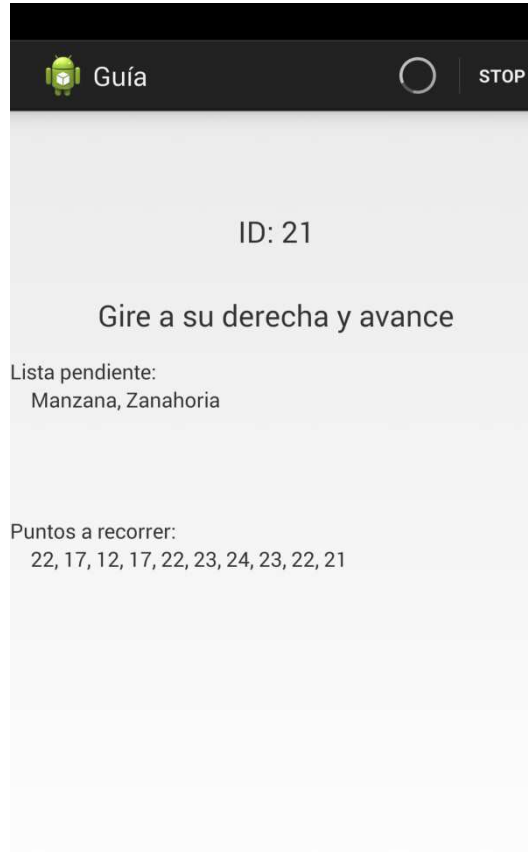 Guía
STOP
ID: 21
Gire a su derecha y avance
Lista pendiente:
Manzana, Zanahoria
Puntos a recorrer:
22, 17, 12, 17, 22, 23, 24, 23, 22, 21